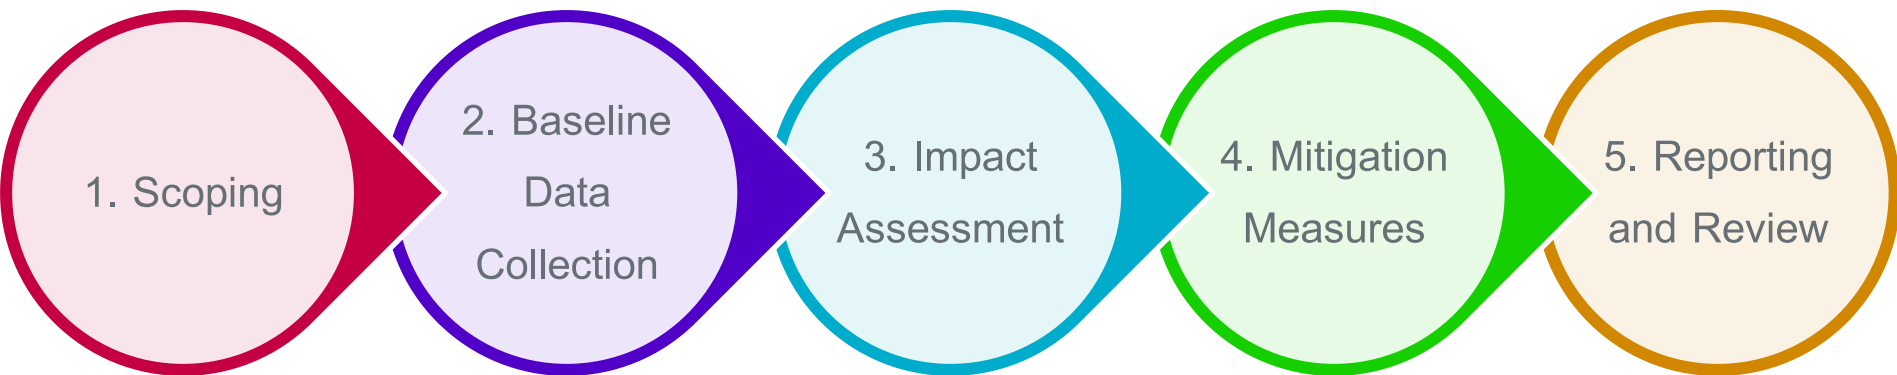 1. Scoping
2. Baseline
Data
Collection
3. Impact
Assessment
4. Mitigation
Measures
5. Reporting
and Review